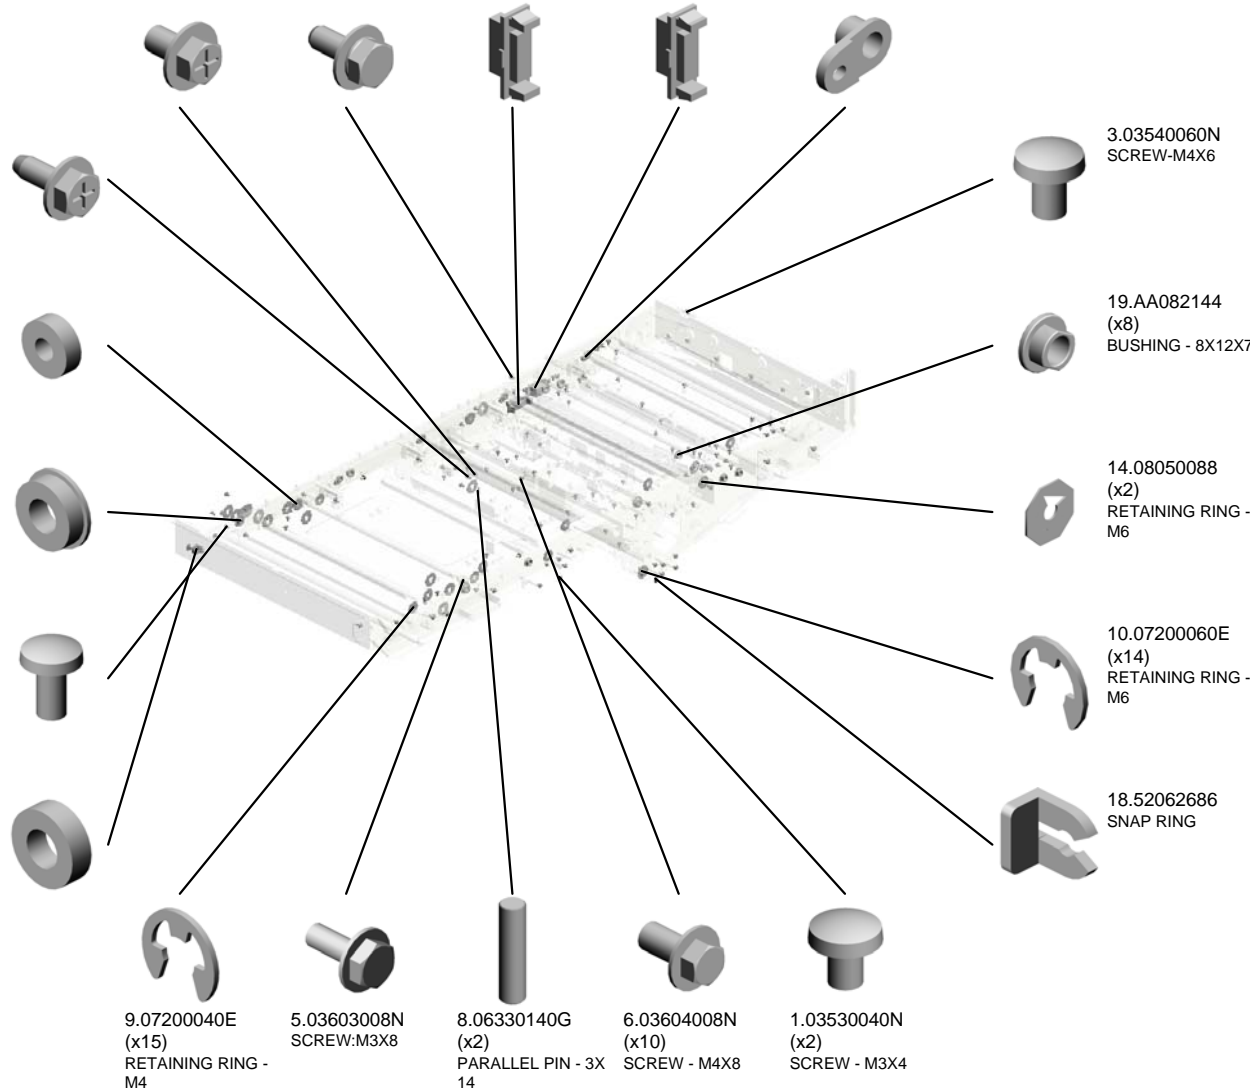 3.03540060N
SCREW-M4X6
19.AA082144
(x8)
BUSHING - 8X12X7
14.08050088
(x2)
RETAINING RING -
M6
10.07200060E
(x14)
RETAINING RING -
M6
18.52062686
SNAP RING
9.07200040E
(x15)
RETAINING RING -
M4
5.03603008N
SCREW:M3X8
8.06330140G
(x2)
PARALLEL PIN - 3X
14
6.03604008N
(x10)
SCREW - M4X8
1.03530040N
(x2)
SCREW - M3X4